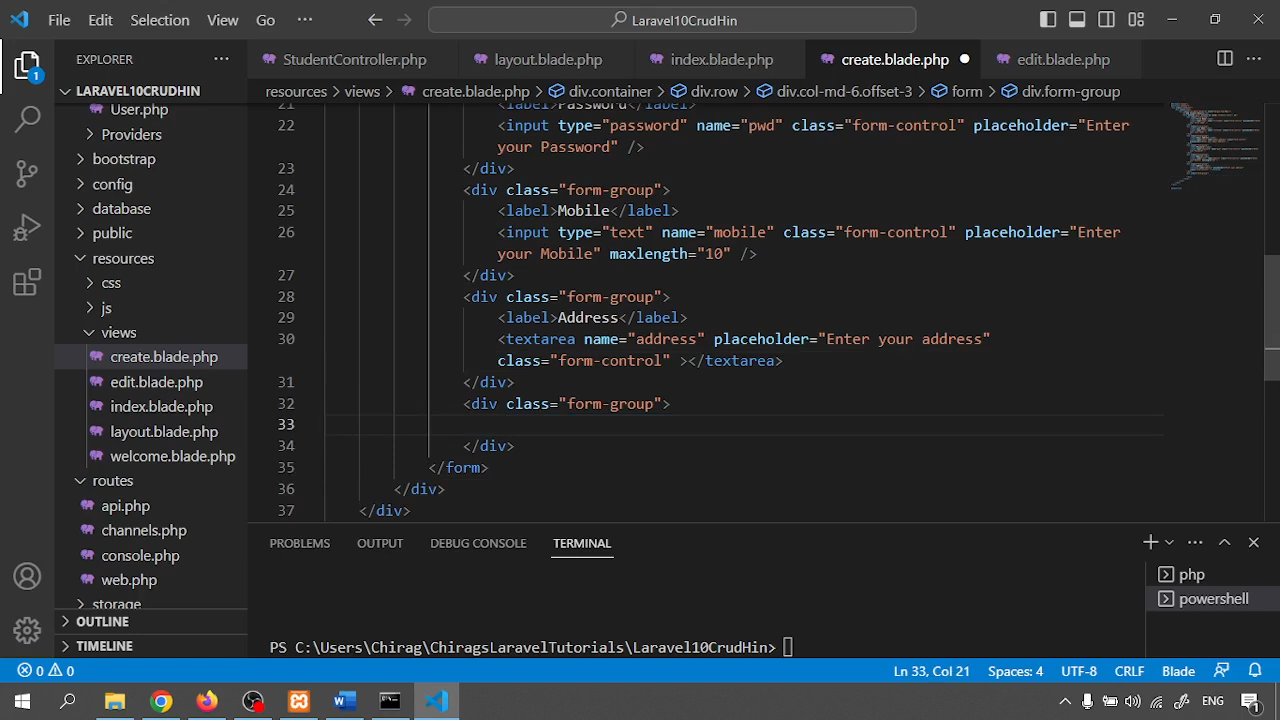 File Edit Selection View Go ··· Laravel10CrudHin
EXPLORER ···
StudentController.php layout.blade.php index.blade.php create.blade.php edit.blade.php ···
1
LARAVEL10CRUDHIN
resources > views > create.blade.php > div.container > div.row > div.col-md-6.offset-3 > form > div.form-group
User.php
Providers
bootstrap
config
database
public
resources
css
js
views
create.blade.php
edit.blade.php
index.blade.php
layout.blade.php
welcome.blade.php
routes
api.php
channels.php
console.php
web.php
storage
OUTLINE
TIMELINE
21 <label>Password</label>
22 <input type="password" name="pwd" class="form-control" placeholder="Enter
your Password" />
23 </div>
24 <div class="form-group">
25 <label>Mobile</label>
26 <input type="text" name="mobile" class="form-control" placeholder="Enter
your Mobile" maxlength="10" />
27 </div>
28 <div class="form-group">
29 <label>Address</label>
30 <textarea name="address" placeholder="Enter your address"
class="form-control" ></textarea>
31 </div>
32 <div class="form-group">
33
34 </div>
35 </form>
36 </div>
37 </div>
PROBLEMS OUTPUT DEBUG CONSOLE TERMINAL ···
php
powershell
PS C:\Users\Chirag\ChiragsLaravelTutorials\Laravel10CrudHin>
0 0 Ln 33, Col 21 Spaces: 4 UTF-8 CRLF Blade
ENG 1